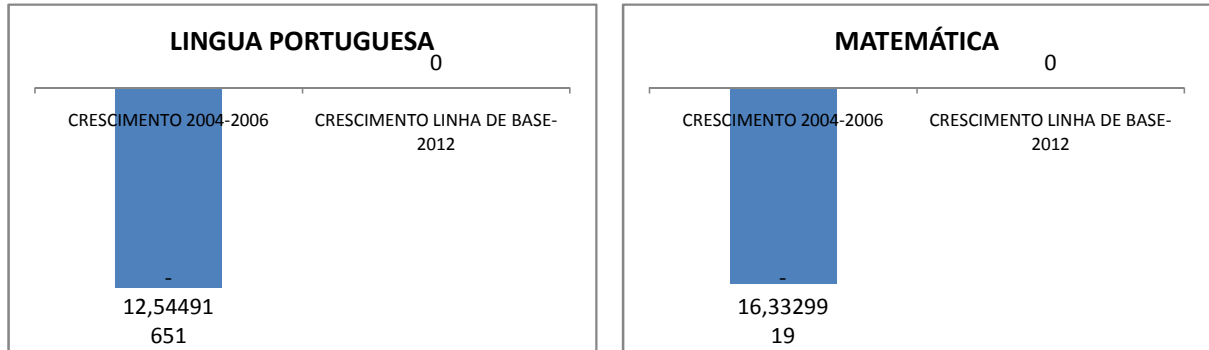 LINGUA PORTUGUESA
0
CRESCIMENTO 2004-2006
CRESCIMENTO LINHA DE BASE-
2012
-
12,54491
651
MATEMÁTICA
0
CRESCIMENTO 2004-2006
CRESCIMENTO LINHA DE BASE-
2012
-
16,33299
19